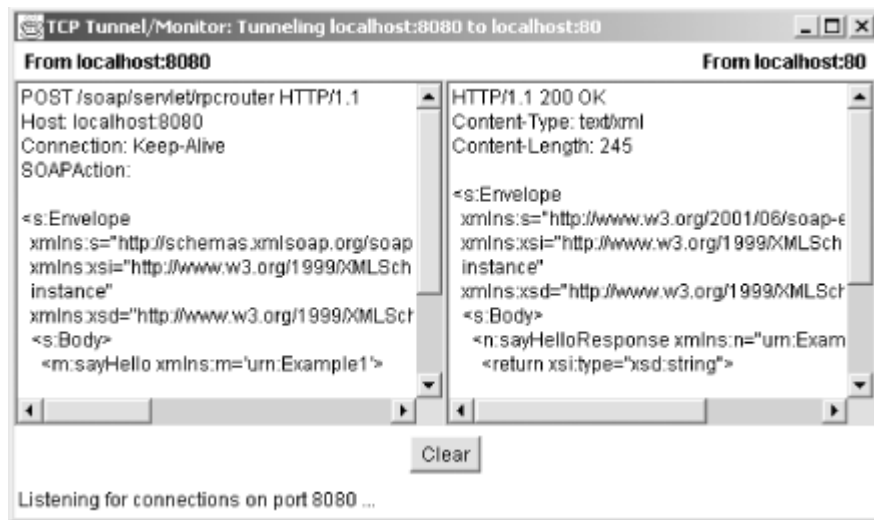 TCP Tunnel/Monitor: Tunneling localhost:8080 to localhost:80
From localhost:8080
From localhost:80
POST /soap/servlet/rpcrouter HTTP/1.1
Host: localhost:8080
Connection: Keep-Alive
SOAPAction:
<s:Envelope
xmlns:s="http://schemas.xmlsoap.org/soap
xmlns:xsi="http://www.w3.org/1999/XMLSch
instance"
xmlns:xsd="http://www.w3.org/1999/XMLSch
<s:Body>
<m:sayHello xmlns:m='urn:Example1'>
HTTP/1.1 200 OK
Content-Type: text/xml
Content-Length: 245
<s:Envelope
xmlns:s="http://www.w3.org/2001/06/soap-e
xmlns:xsi="http://www.w3.org/1999/XMLSch
instance"
xmlns:xsd="http://www.w3.org/1999/XMLSch
<s:Body>
<n:sayHelloResponse xmlns:n="urn:Exam
<return xsi:type="xsd:string">
Clear
Listening for connections on port 8080 ...